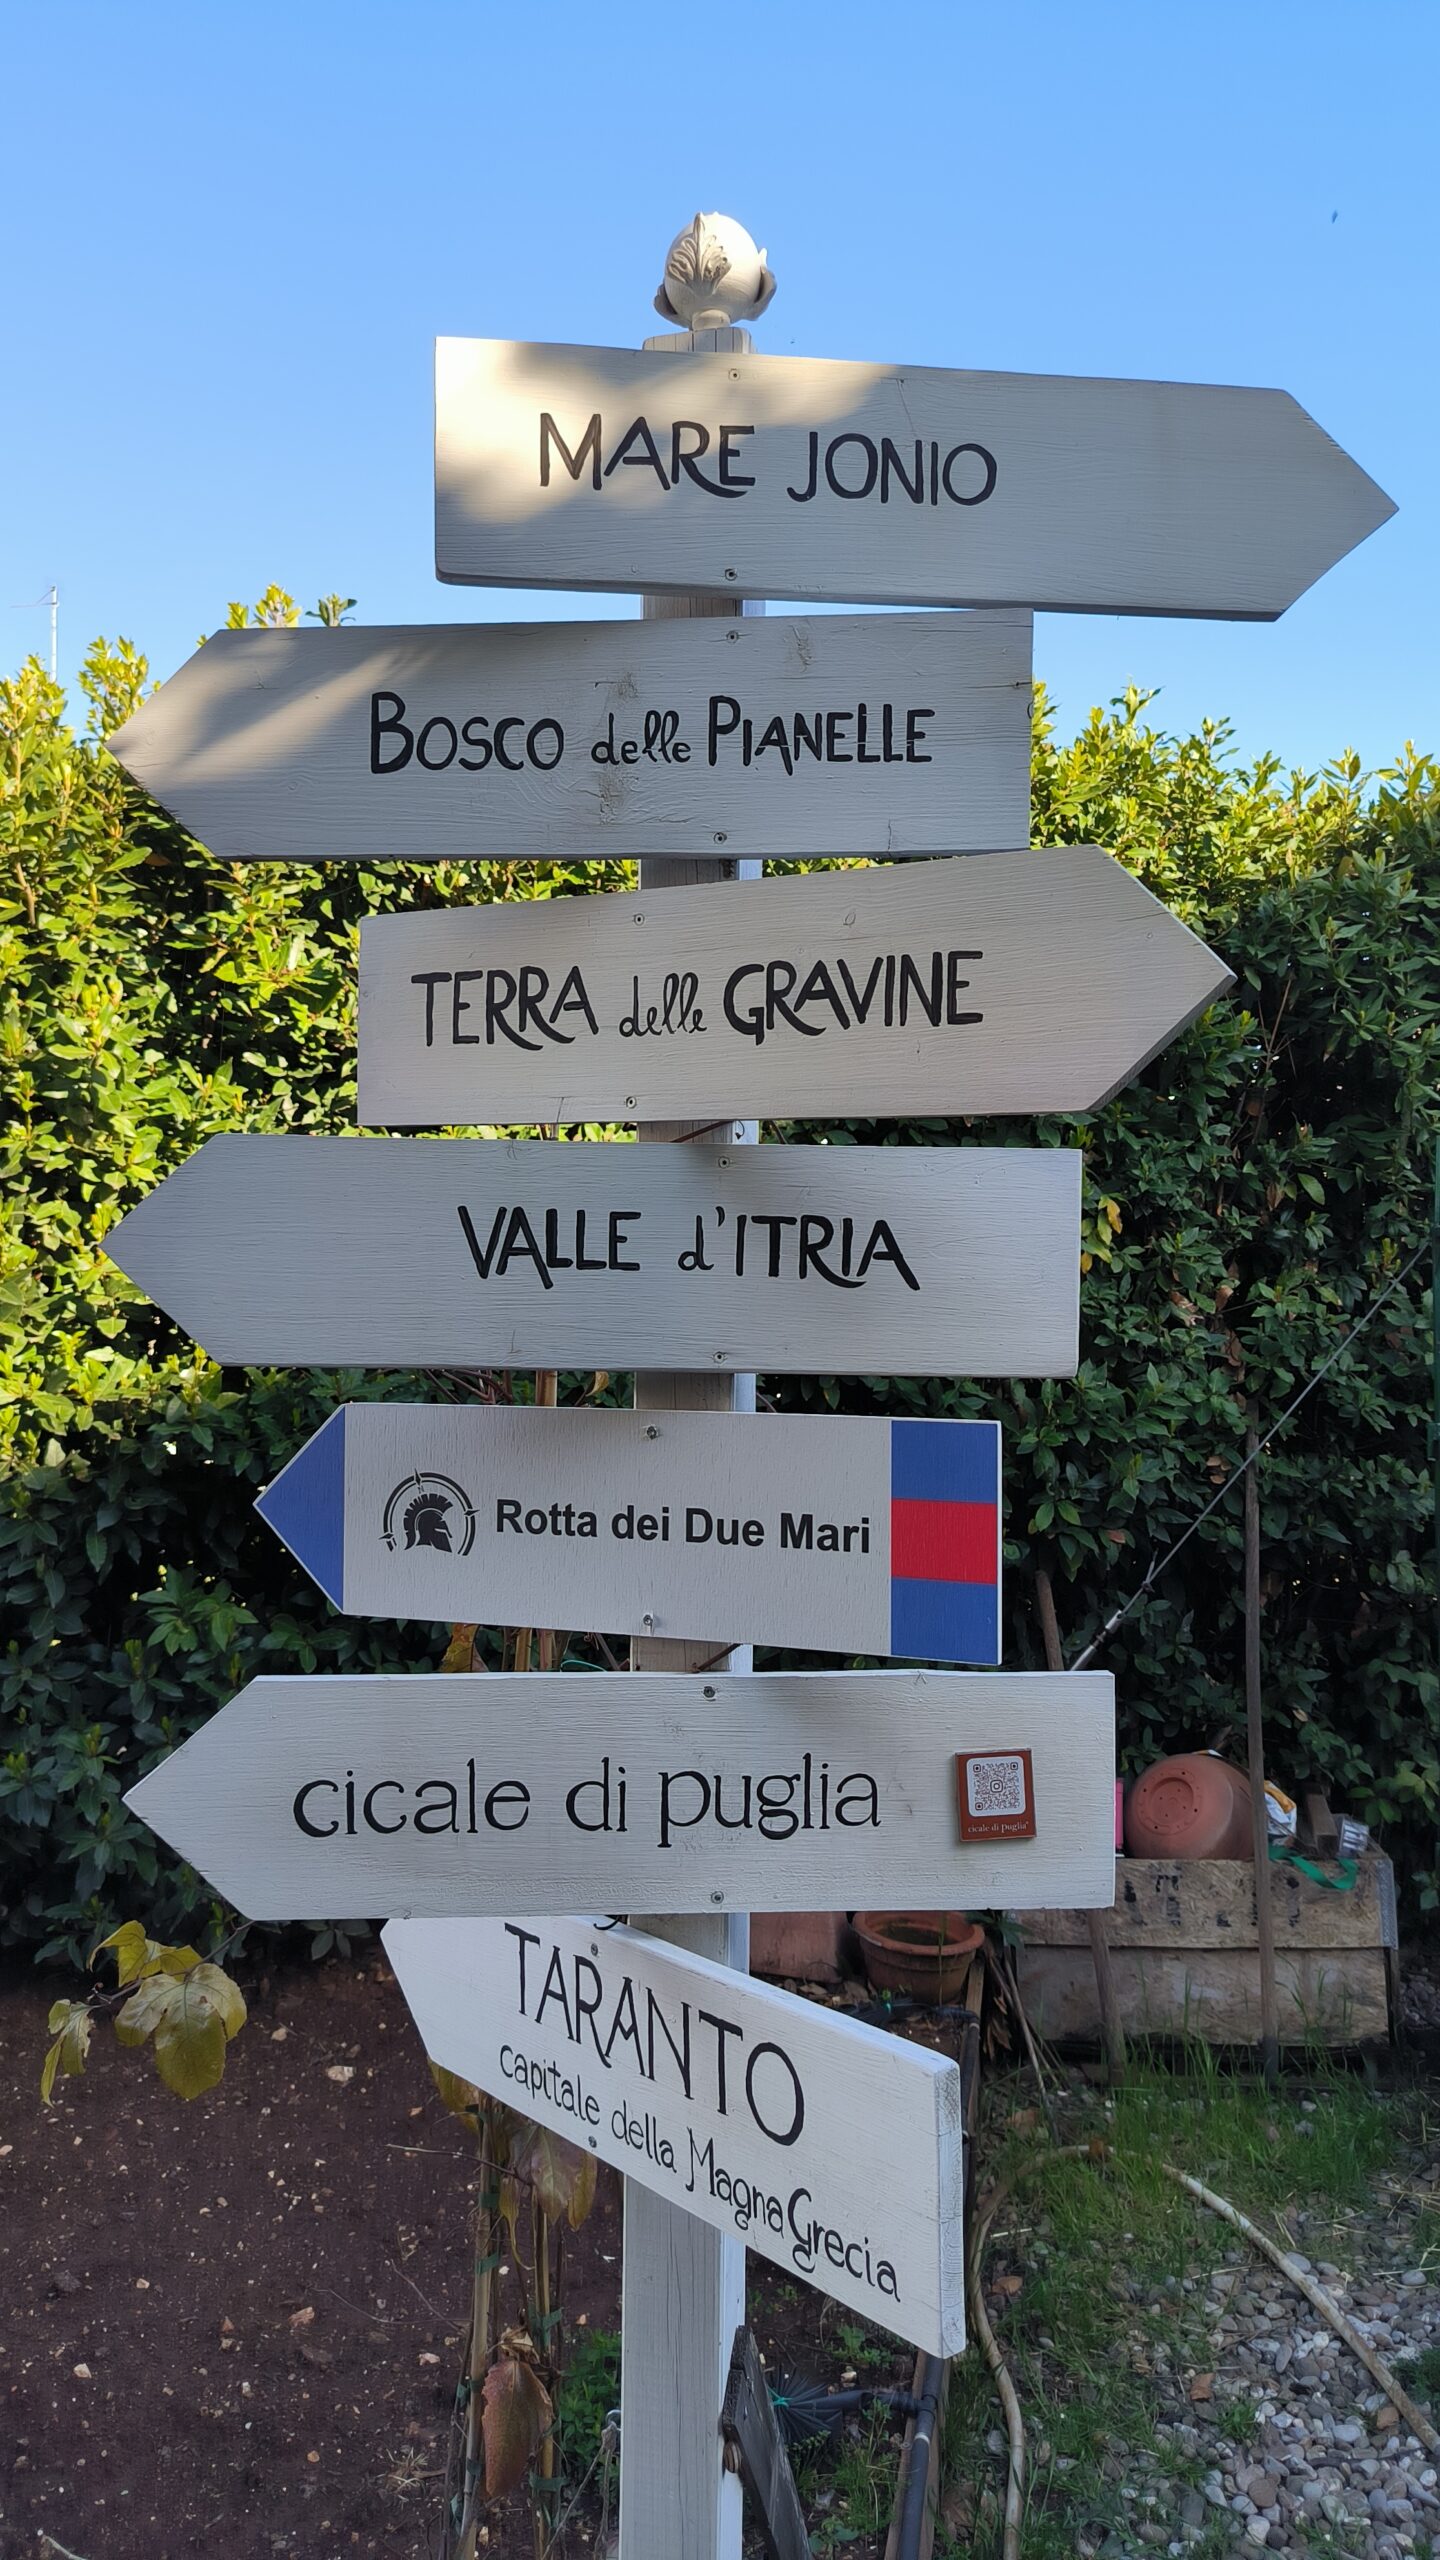 MARE JONIO
BOSCO delle PIANELLE
TERRA delle GRAVINE
VALLE d'ITRIA
Rotta dei Due Mari
cicale di puglia
cicale di puglia®
TARANTO
capitale della Magna Grecia